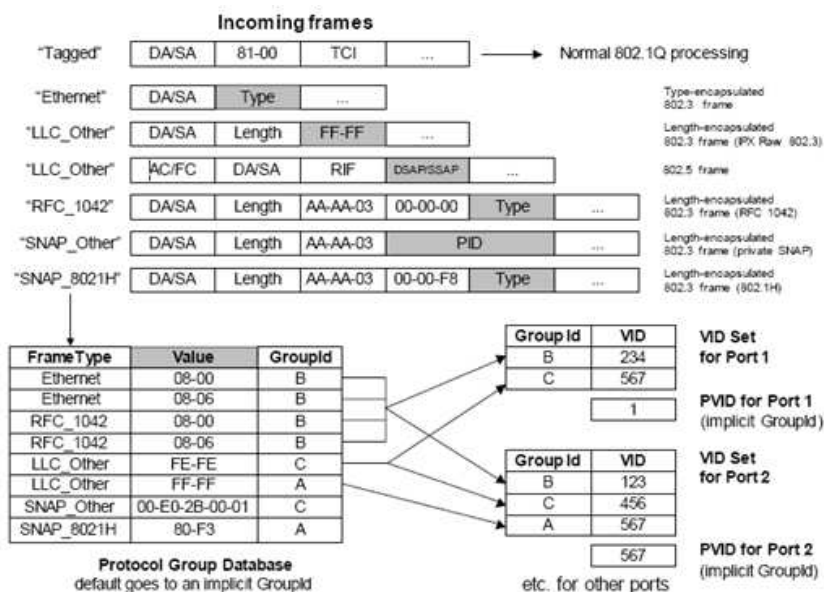 Incoming frames
“Tagged” DA/SA 81-00 TCI ... Normal 802.1Q processing
“Ethernet” DA/SA Type ... Type-encapsulated
802.3 frame
“LLC_Other” DA/SA Length FF-FF ... Length-encapsulated
802.3 frame (IPX Raw 802.3)
“LLC_Other” AC/FC DA/SA RIF DSAP/SSAP ... 802.5 frame
“RFC_1042” DA/SA Length AA-AA-03 00-00-00 Type ... Length-encapsulated
802.3 frame (RFC 1042)
“SNAP_Other” DA/SA Length AA-AA-03 PID ... Length-encapsulated
802.3 frame (private SNAP)
“SNAP_8021H” DA/SA Length AA-AA-03 00-00-F8 Type ... Length-encapsulated
802.3 frame (802.1H)
FrameType Value GroupId
Ethernet 08-00 B
Ethernet 08-06 B
RFC_1042 08-00 B
RFC_1042 08-06 B
LLC_Other FE-FE C
LLC_Other FF-FF A
SNAP_Other 00-E0-2B-00-01 C
SNAP_8021H 80-F3 A
Protocol Group Database
default goes to an implicit GroupId
Group Id VID
B 234
C 567
VID Set
for Port 1
1
PVID for Port 1
(implicit GroupId)
Group Id VID
B 123
C 456
A 567
VID Set
for Port 2
567
PVID for Port 2
(implicit GroupId)
etc. for other ports